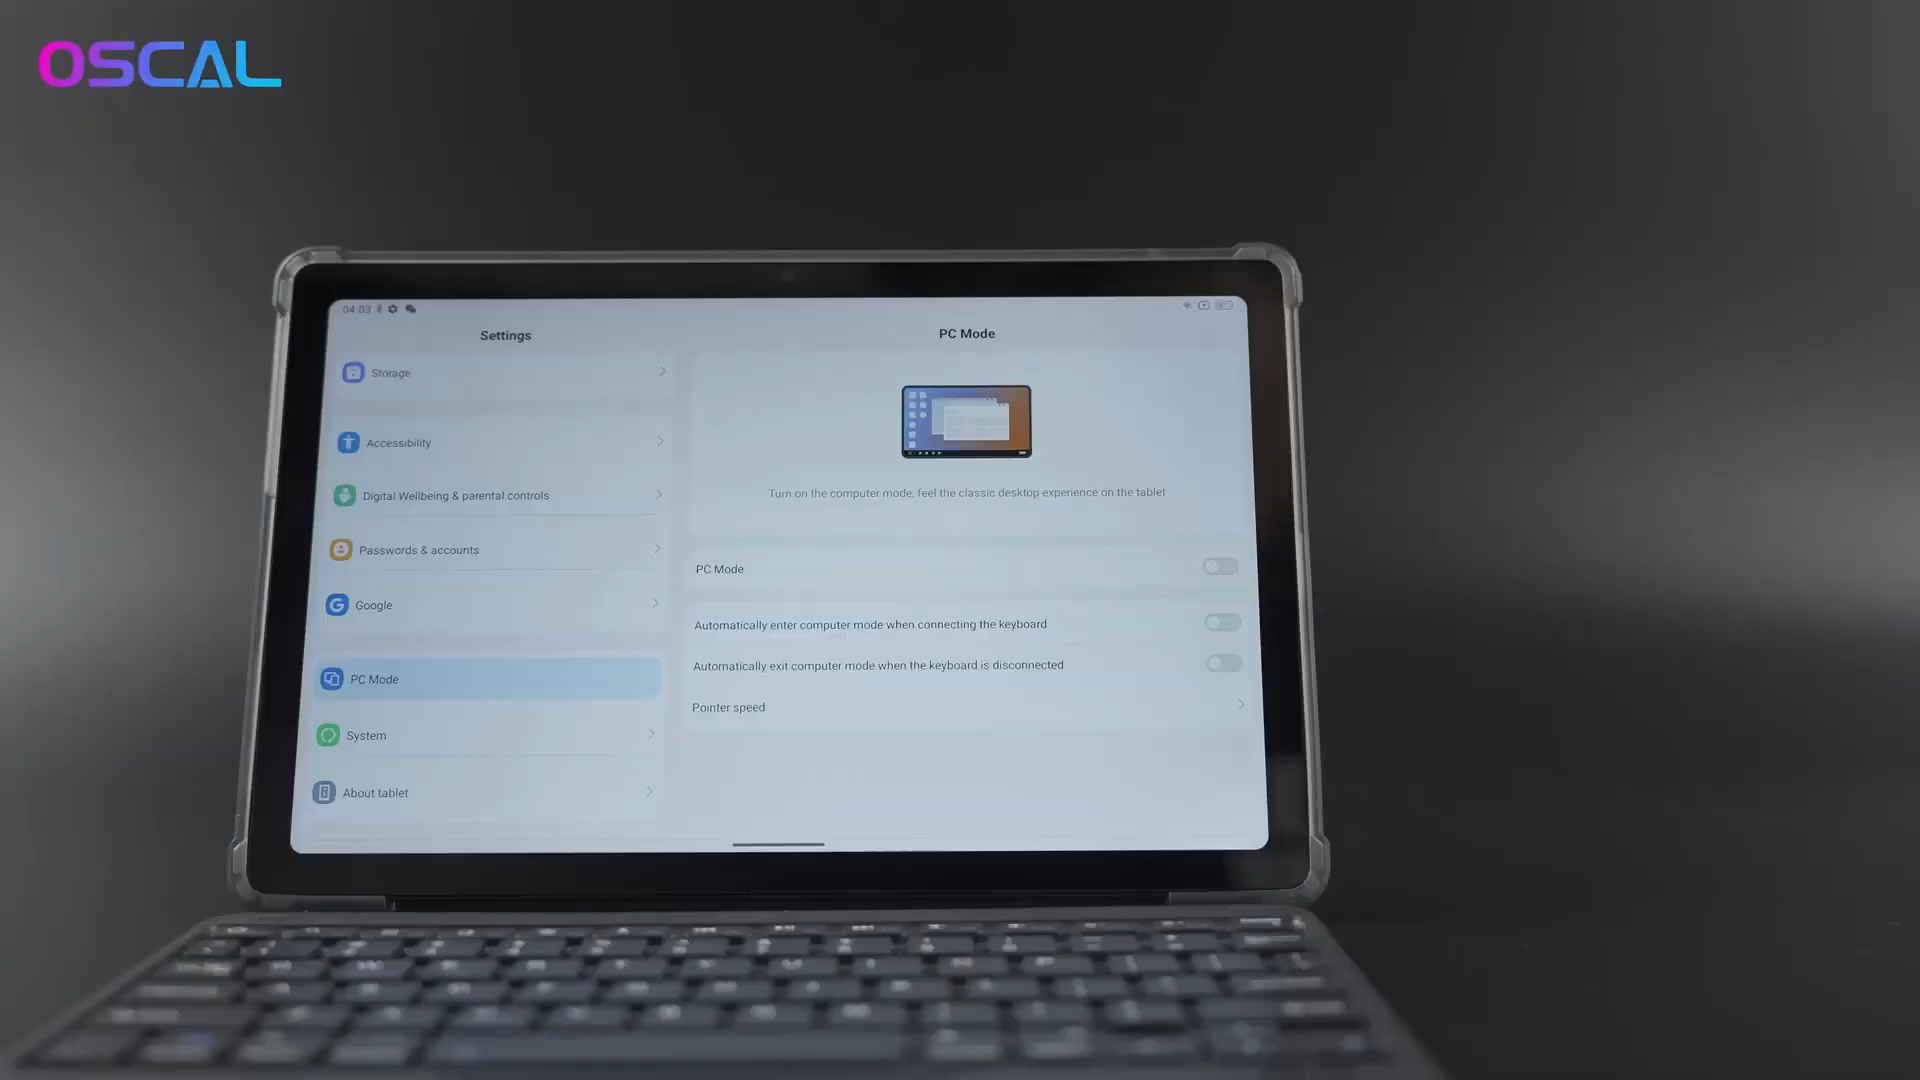 OSCAL
04:03
Settings
Storage
Accessibility
Digital Wellbeing & parental controls
Passwords & accounts
Google
PC Mode
System
About tablet
PC Mode
Turn on the computer mode, feel the classic desktop experience on the tablet
PC Mode
Automatically enter computer mode when connecting the keyboard
Automatically exit computer mode when the keyboard is disconnected
Pointer speed